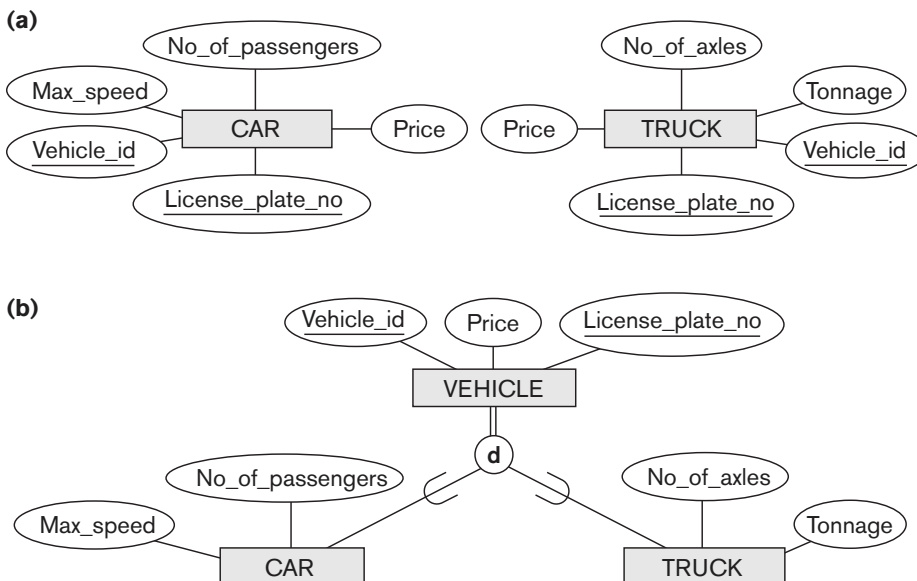 (a)
No_of_passengers
No_of_axles
Max_speed
Tonnage
CAR
Price
Price
TRUCK
Vehicle_id
Vehicle_id
License_plate_no
License_plate_no
(b)
Vehicle_id
Price
License_plate_no
VEHICLE
d
No_of_passengers
No_of_axles
Max_speed
Tonnage
CAR
TRUCK